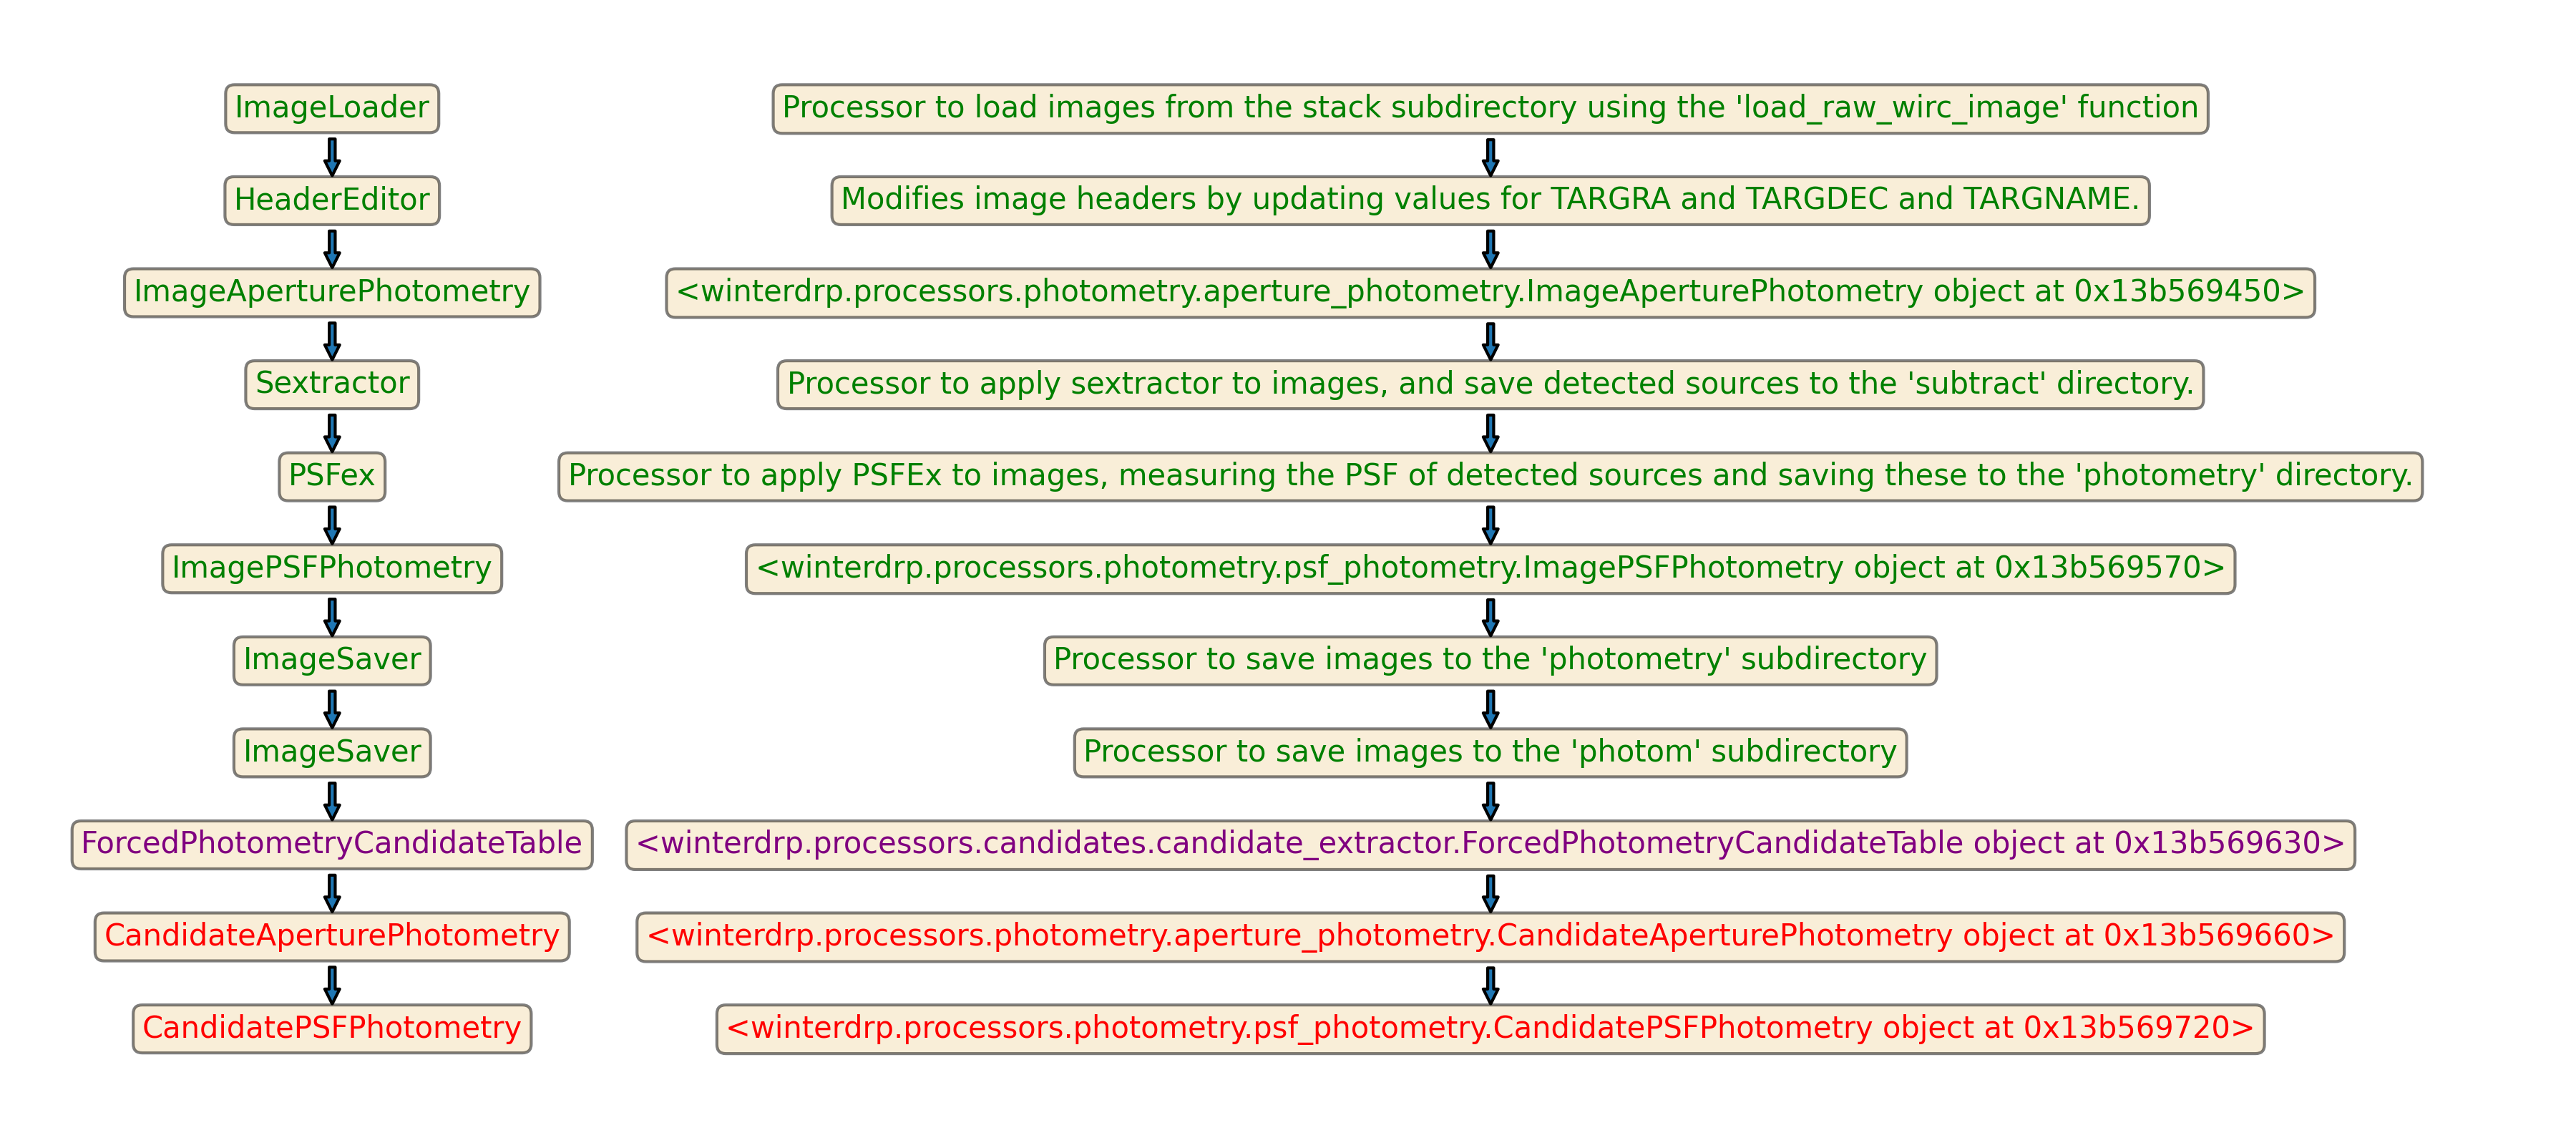 ImageLoader
Processor to load images from the stack subdirectory using the 'load_raw_wirc_image' function
HeaderEditor
Modifies image headers by updating values for TARGRA and TARGDEC and TARGNAME.
ImageAperturePhotometry
<winterdrp.processors.photometry.aperture_photometry.ImageAperturePhotometry object at 0x13b569450>
Sextractor
Processor to apply sextractor to images, and save detected sources to the 'subtract' directory.
PSFex
Processor to apply PSFEx to images, measuring the PSF of detected sources and saving these to the 'photometry' directory.
ImagePSFPhotometry
<winterdrp.processors.photometry.psf_photometry.ImagePSFPhotometry object at 0x13b569570>
ImageSaver
Processor to save images to the 'photometry' subdirectory
ImageSaver
Processor to save images to the 'photom' subdirectory
ForcedPhotometryCandidateTable
<winterdrp.processors.candidates.candidate_extractor.ForcedPhotometryCandidateTable object at 0x13b569630>
CandidateAperturePhotometry
<winterdrp.processors.photometry.aperture_photometry.CandidateAperturePhotometry object at 0x13b569660>
CandidatePSFPhotometry
<winterdrp.processors.photometry.psf_photometry.CandidatePSFPhotometry object at 0x13b569720>